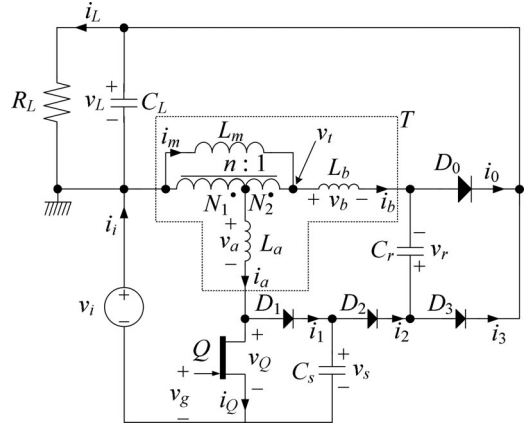 i_L
R_L
+
v_L
−
C_L
i_m
L_m
n : 1
N_1
N_2
v_t
T
L_b
+ v_b −
i_b
D_0
i_0
i_i
+
v_a
−
L_a
i_a
C_r
−
v_r
+
v_i
+
−
D_1
i_1
D_2
i_2
D_3
i_3
Q
+
v_Q
−
C_s
+
v_s
−
+
v_g
−
i_Q